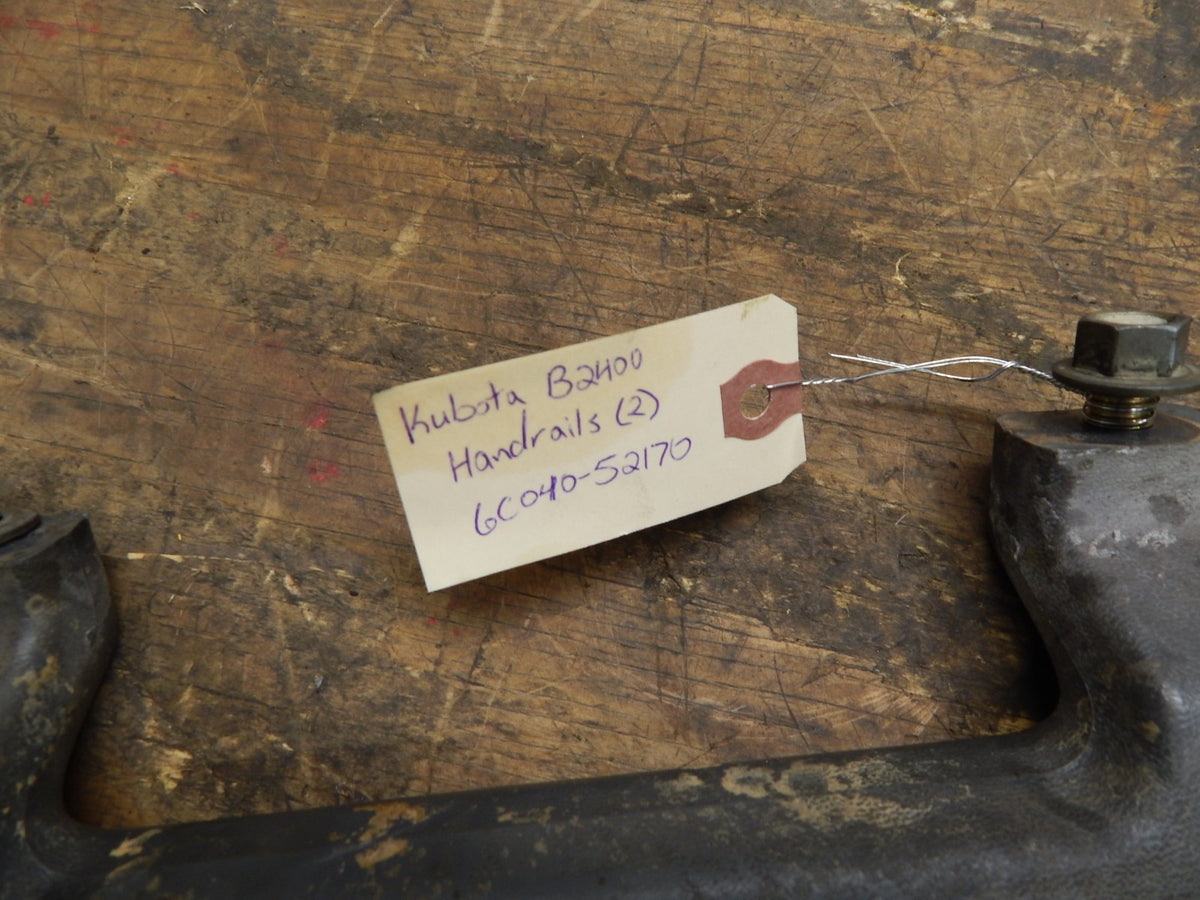 Kubota B2400
Handrails (2)
6C040-52170